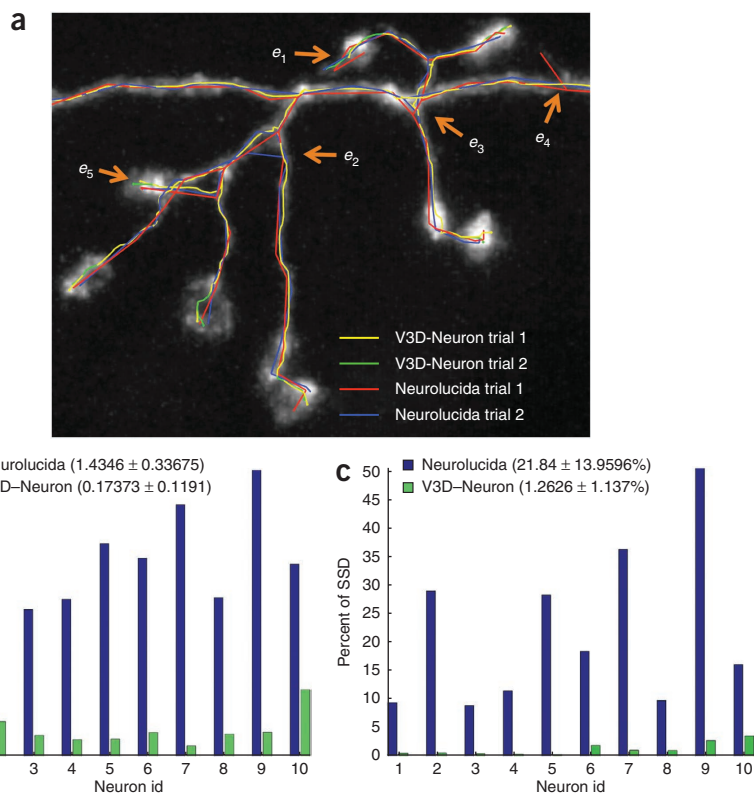 a
e1
e2
e3
e4
e5
V3D-Neuron trial 1
V3D-Neuron trial 2
Neurolucida trial 1
Neurolucida trial 2
urolucida (1.4346 ± 0.33675)
D–Neuron (0.17373 ± 0.1191)
3 4 5 6 7 8 9 10
Neuron id
c
Neurolucida (21.84 ± 13.9596%)
V3D–Neuron (1.2626 ± 1.137%)
Percent of SSD
50
45
40
35
30
25
20
15
10
5
0
1 2 3 4 5 6 7 8 9 10
Neuron id